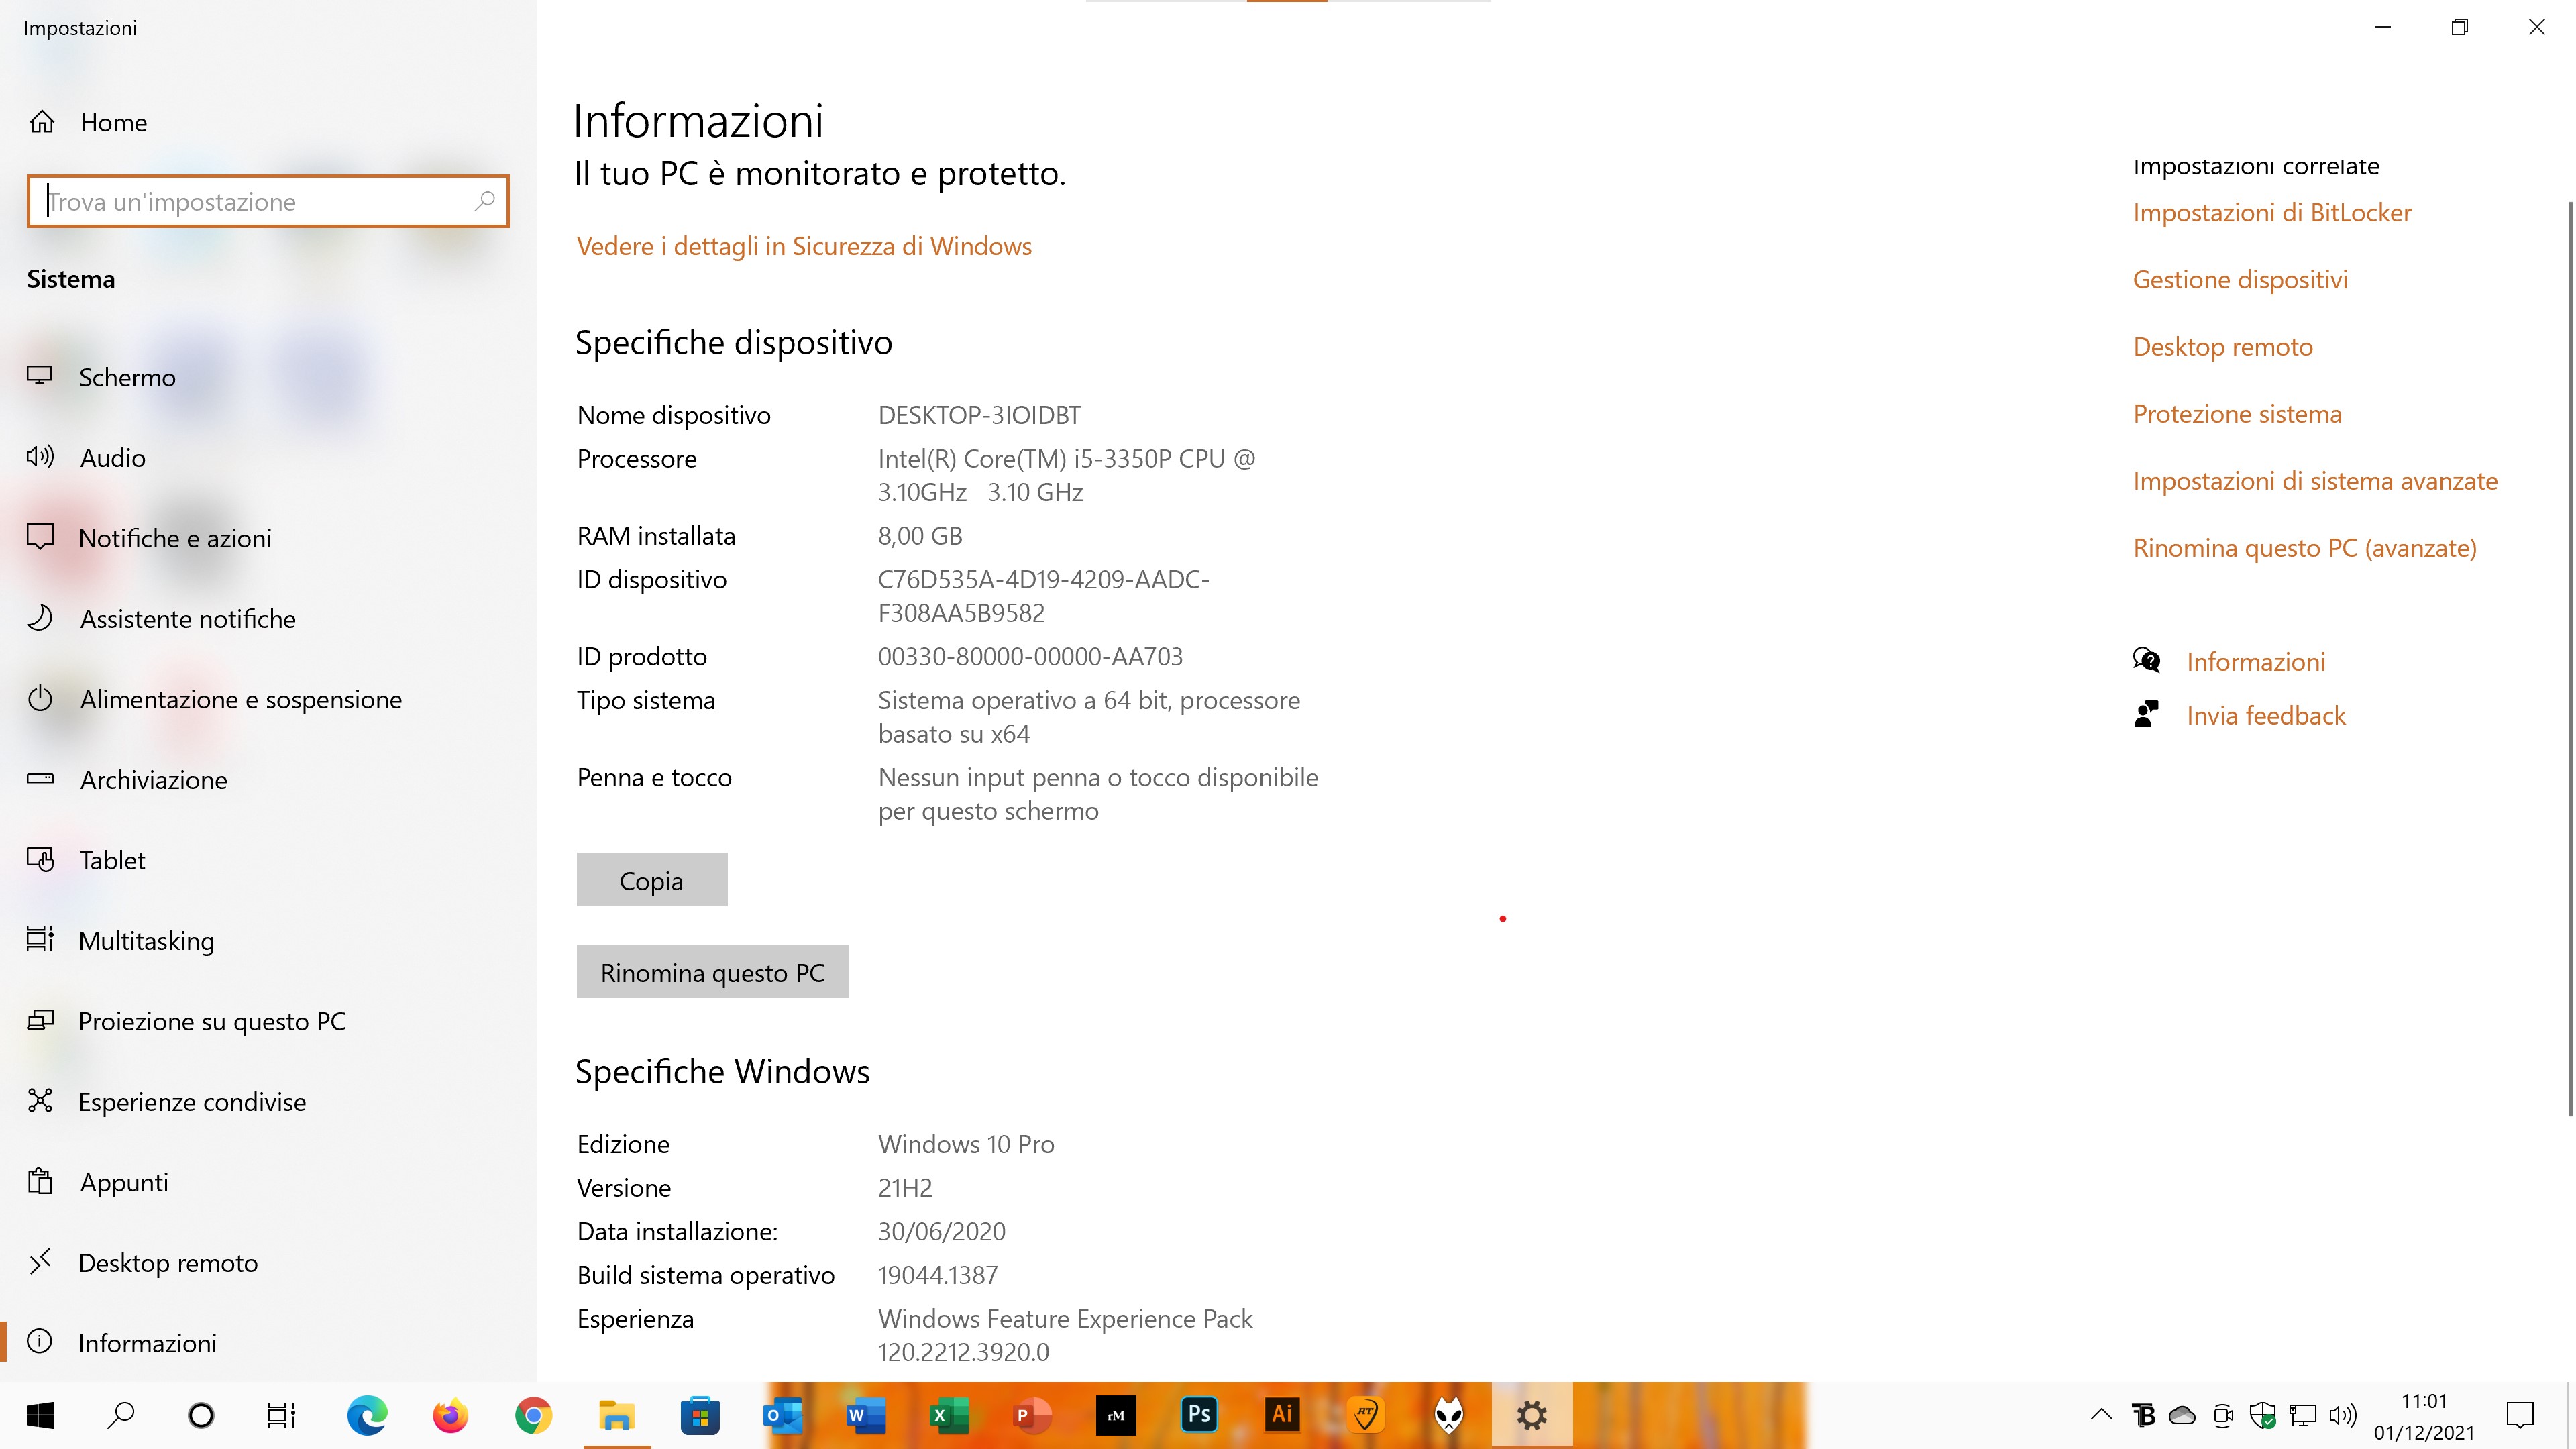 Impostazioni
Home
Trova un'impostazione
Sistema
Schermo
Audio
Notifiche e azioni
Assistente notifiche
Alimentazione e sospensione
Archiviazione
Tablet
Multitasking
Proiezione su questo PC
Esperienze condivise
Appunti
Desktop remoto
Informazioni
Informazioni
Il tuo PC è monitorato e protetto.
Vedere i dettagli in Sicurezza di Windows
Specifiche dispositivo
Nome dispositivo DESKTOP-3IOIDBT
Processore Intel(R) Core(TM) i5-3350P CPU @
3.10GHz 3.10 GHz
RAM installata 8,00 GB
ID dispositivo C76D535A-4D19-4209-AADC-
F308AA5B9582
ID prodotto 00330-80000-00000-AA703
Tipo sistema Sistema operativo a 64 bit, processore
basato su x64
Penna e tocco Nessun input penna o tocco disponibile
per questo schermo
Copia
Rinomina questo PC
Specifiche Windows
Edizione Windows 10 Pro
Versione 21H2
Data installazione: 30/06/2020
Build sistema operativo 19044.1387
Esperienza Windows Feature Experience Pack
120.2212.3920.0
Impostazioni correlate
Impostazioni di BitLocker
Gestione dispositivi
Desktop remoto
Protezione sistema
Impostazioni di sistema avanzate
Rinomina questo PC (avanzate)
Informazioni
Invia feedback
O W X P rM Ps Ai HT
TB
11:01
01/12/2021